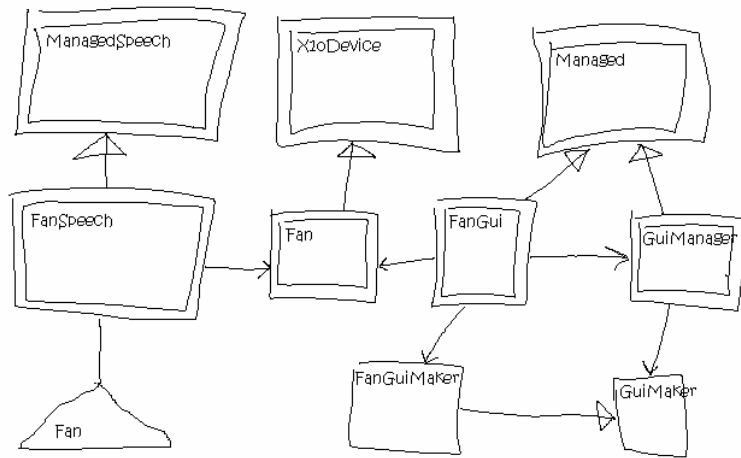 ManagedSpeech
X10Device
Managed
FanSpeech
Fan
FanGui
GuiManager
FanGuiMaker
GuiMaker
Fan